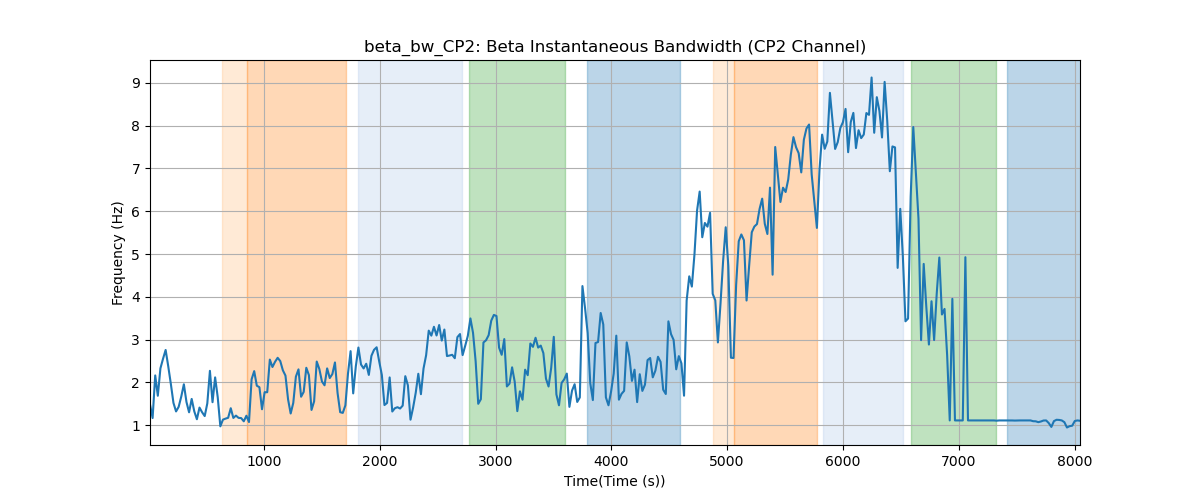 beta_bw_CP2: Beta Instantaneous Bandwidth (CP2 Channel)
Frequency (Hz)
9
8
7
6
5
4
3
2
1
1000 2000 3000 4000 5000 6000 7000 8000
Time(Time (s))